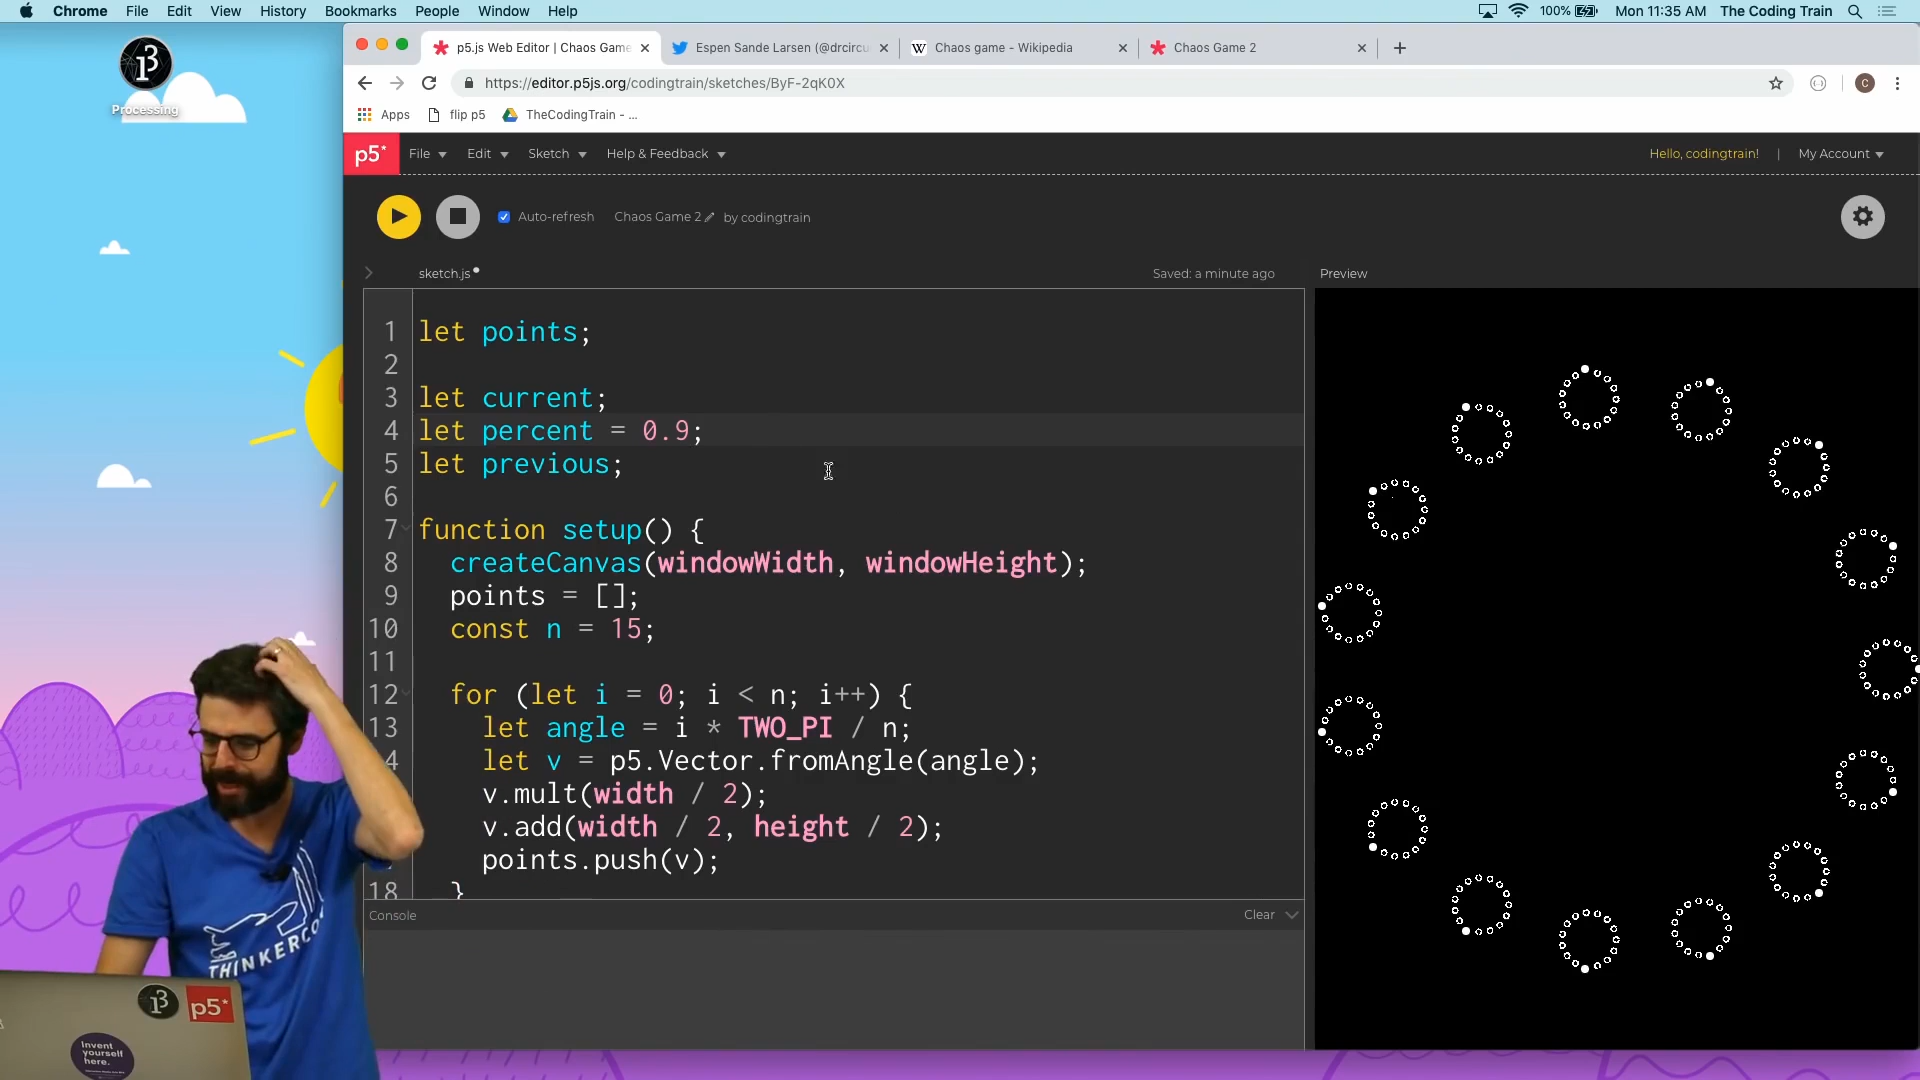 Chrome File Edit View History Bookmarks People Window Help 100% Mon 11:35 AM The Coding Train
Processing
p5.js Web Editor | Chaos Game
Espen Sande Larsen (@drcircu
Chaos game - Wikipedia
Chaos Game 2
https://editor.p5js.org/codingtrain/sketches/ByF-2qK0X
C
Apps flip p5 TheCodingTrain - ...
p5* File Edit Sketch Help & Feedback Hello, codingtrain! | My Account
Auto-refresh Chaos Game 2 by codingtrain
sketch.js Saved: a minute ago Preview
1 let points;
2
3 let current;
4 let percent = 0.9;
5 let previous;
6
7 function setup() {
8 createCanvas(windowWidth, windowHeight);
9 points = [];
10 const n = 15;
11
12 for (let i = 0; i < n; i++) {
13 let angle = i * TWO_PI / n;
4 let v = p5.Vector.fromAngle(angle);
v.mult(width / 2);
v.add(width / 2, height / 2);
points.push(v);
18 }
Console Clear
THINKERCO
p5*
Invent
yourself
here.